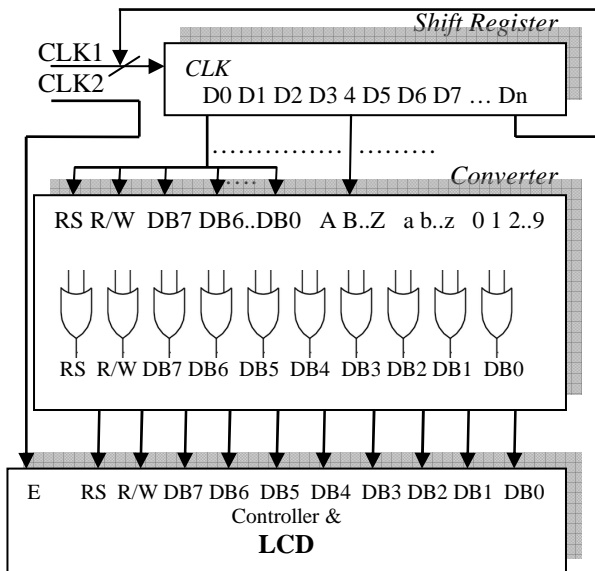 Shift Register
CLK1
CLK
CLK2
D0 D1 D2 D3 4 D5 D6 D7 … Dn
…………… ………
….
Converter
RS R/W DB7 DB6..DB0 A B..Z a b..z 0 1 2..9
RS R/W DB7 DB6 DB5 DB4 DB3 DB2 DB1 DB0
E RS R/W DB7 DB6 DB5 DB4 DB3 DB2 DB1 DB0
Controller &
LCD